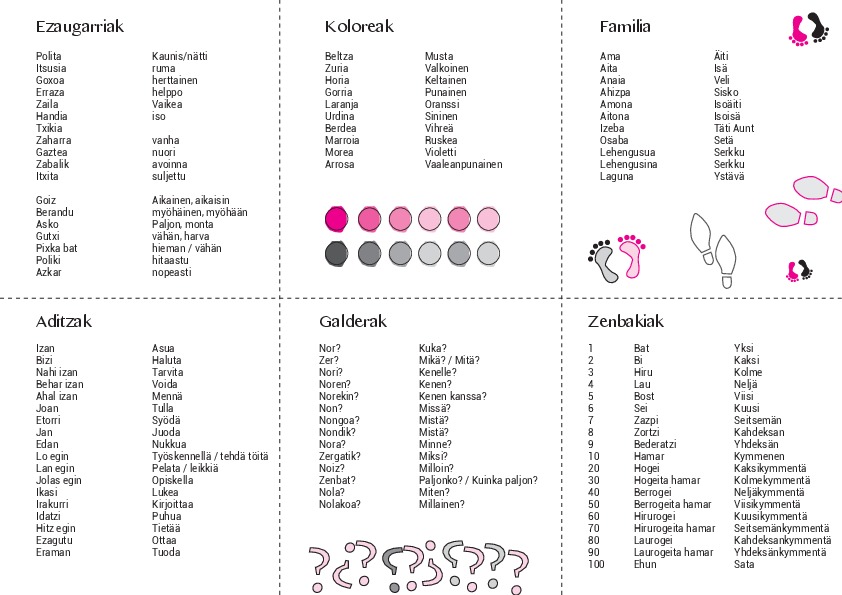 Ezaugarriak
Polita Kaunis/nätti
Itsusia ruma
Goxoa herttainen
Erraza helppo
Zaila Vaikea
Handia iso
Txikia
Zaharra vanha
Gaztea nuori
Zabalik avoinna
Itxita suljettu
Goiz Aikainen, aikaisin
Berandu myöhäinen, myöhään
Asko Paljon, monta
Gutxi vähän, harva
Pixka bat hieman / vähän
Poliki hitaastu
Azkar nopeasti
Koloreak
Beltza Musta
Zuria Valkoinen
Horia Keltainen
Gorria Punainen
Laranja Oranssi
Urdina Sininen
Berdea Vihreä
Marroia Ruskea
Morea Violetti
Arrosa Vaaleanpunainen
Familia
Ama Äiti
Aita Isä
Anaia Veli
Ahizpa Sisko
Amona Isoäiti
Aitona Isoisä
Izeba Täti Aunt
Osaba Setä
Lehengusua Serkku
Lehengusina Serkku
Laguna Ystävä
Aditzak
Izan Asua
Bizi Haluta
Nahi izan Tarvita
Behar izan Voida
Ahal izan Mennä
Joan Tulla
Etorri Syödä
Jan Juoda
Edan Nukkua
Lo egin Työskennellä / tehdä töitä
Lan egin Pelata / leikkiä
Jolas egin Opiskella
Ikasi Lukea
Irakurri Kirjoittaa
Idatzi Puhua
Hitz egin Tietää
Ezagutu Ottaa
Eraman Tuoda
Galderak
Nor? Kuka?
Zer? Mikä? / Mitä?
Nori? Kenelle?
Noren? Kenen?
Norekin? Kenen kanssa?
Non? Missä?
Nongoa? Mistä?
Nondik? Mistä?
Nora? Minne?
Zergatik? Miksi?
Noiz? Milloin?
Zenbat? Paljonko? / Kuinka paljon?
Nola? Miten?
Nolakoa? Millainen?
Zenbakiak
1 Bat Yksi
2 Bi Kaksi
3 Hiru Kolme
4 Lau Neljä
5 Bost Viisi
6 Sei Kuusi
7 Zazpi Seitsemän
8 Zortzi Kahdeksan
9 Bederatzi Yhdeksän
10 Hamar Kymmenen
20 Hogei Kaksikymmentä
30 Hogeita hamar Kolmekymmentä
40 Berrogei Neljäkymmentä
50 Berrogeita hamar Viisikymmentä
60 Hirurogei Kuusikymmentä
70 Hirurogeita hamar Seitsemänkymmentä
80 Laurogei Kahdeksankymmentä
90 Laurogeita hamar Yhdeksänkymmentä
100 Ehun Sata